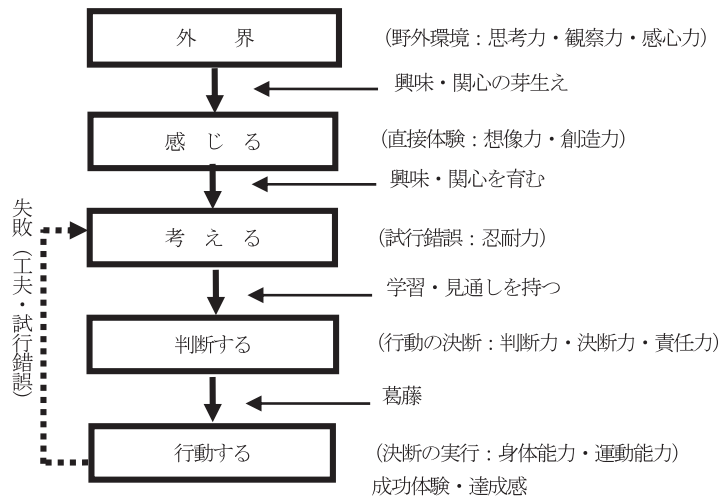 外 界
（野外環境：思考力・観察力・感心力）
興味・関心の芽生え
感 じ る
（直接体験：想像力・創造力）
興味・関心を育む
考 え る
（試行錯誤：忍耐力）
学習・見通しを持つ
判断する
（行動の決断：判断力・決断力・責任力）
葛藤
行動する
（決断の実行：身体能力・運動能力）
成功体験・達成感
失敗（工夫・試行錯誤）